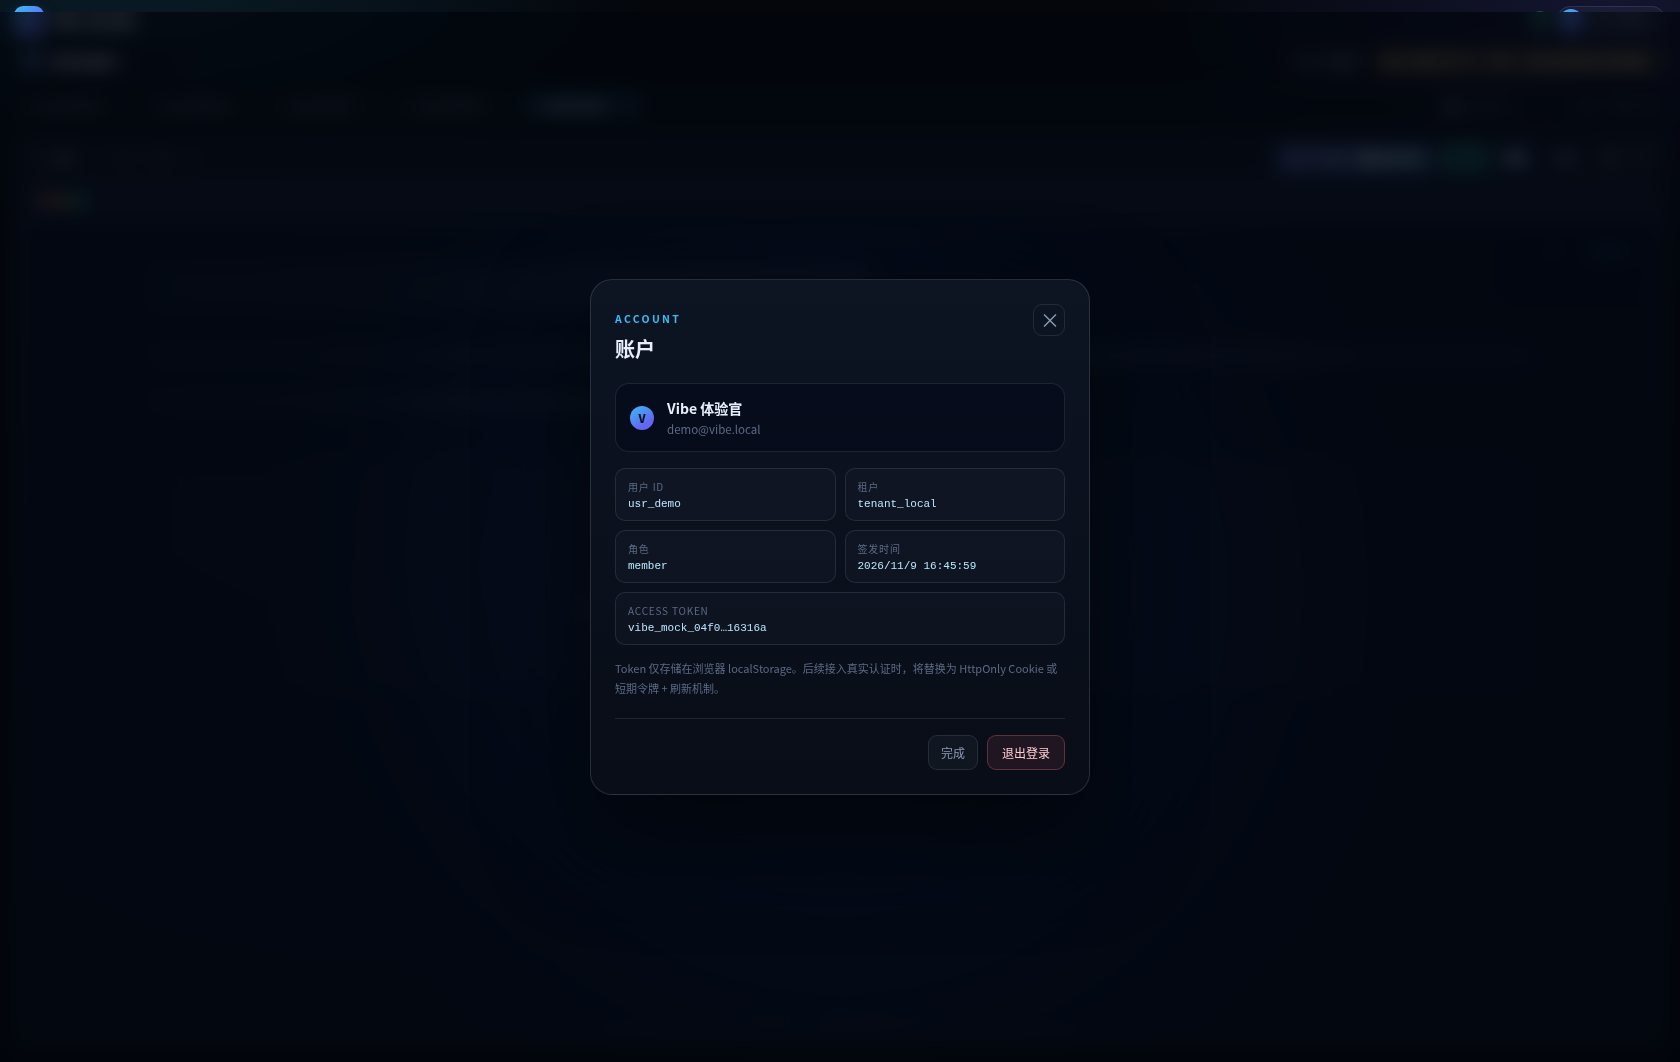 ACCOUNT
账户
V
Vibe 体验官
demo@vibe.local
用户 ID
usr_demo
租户
tenant_local
角色
member
签发时间
2026/11/9 16:45:59
ACCESS TOKEN
vibe_mock_04f0…16316a
Token 仅存储在浏览器 localStorage。后续接入真实认证时，将替换为 HttpOnly Cookie 或
短期令牌 + 刷新机制。
完成
退出登录